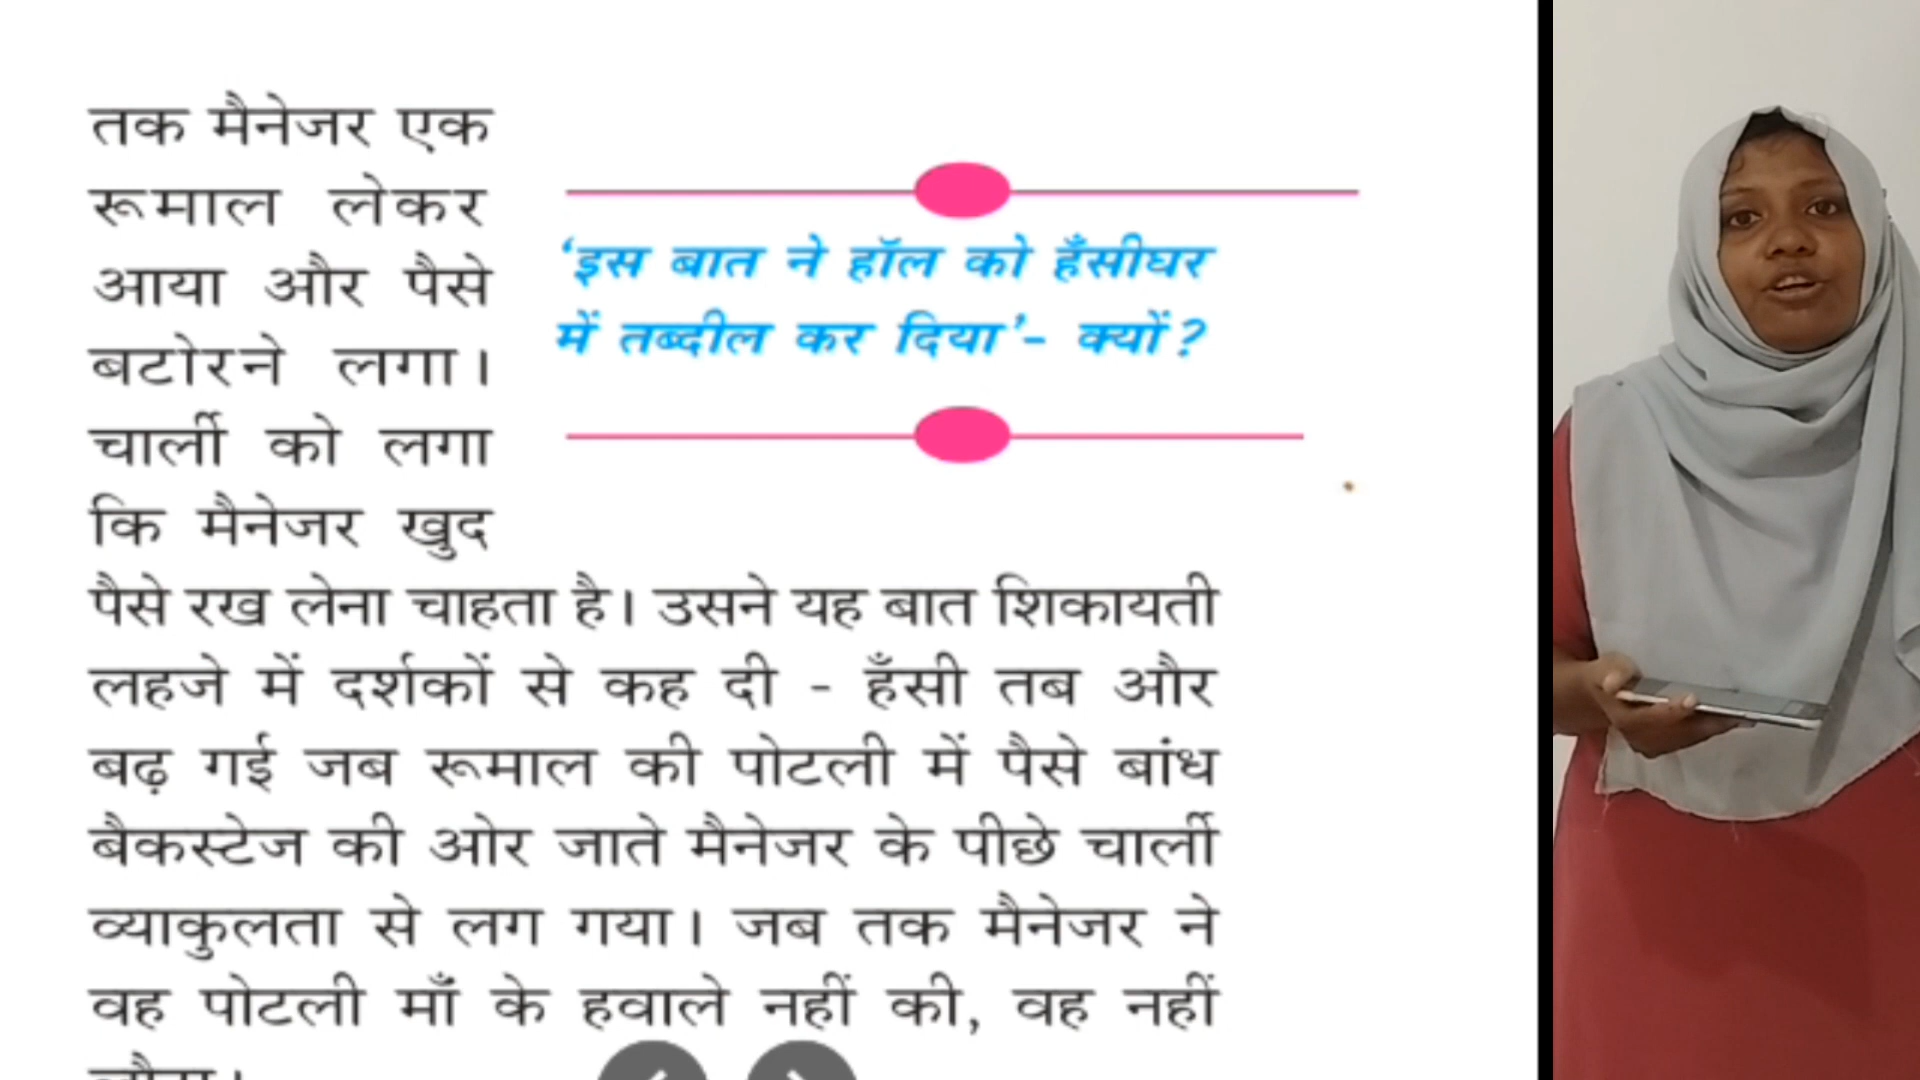 तक मैनेजर एक
रूमाल लेकर
आया और पैसे
बटोरने लगा।
चार्ली को लगा
कि मैनेजर खुद
‘इस बात ने हॉल को हँसीघर
में तब्दील कर दिया’- क्यों?
पैसे रख लेना चाहता है। उसने यह बात शिकायती
लहजे में दर्शकों से कह दी - हँसी तब और
बढ़ गई जब रूमाल की पोटली में पैसे बांध
बैकस्टेज की ओर जाते मैनेजर के पीछे चार्ली
व्याकुलता से लग गया। जब तक मैनेजर ने
वह पोटली माँ के हवाले नहीं की, वह नहीं